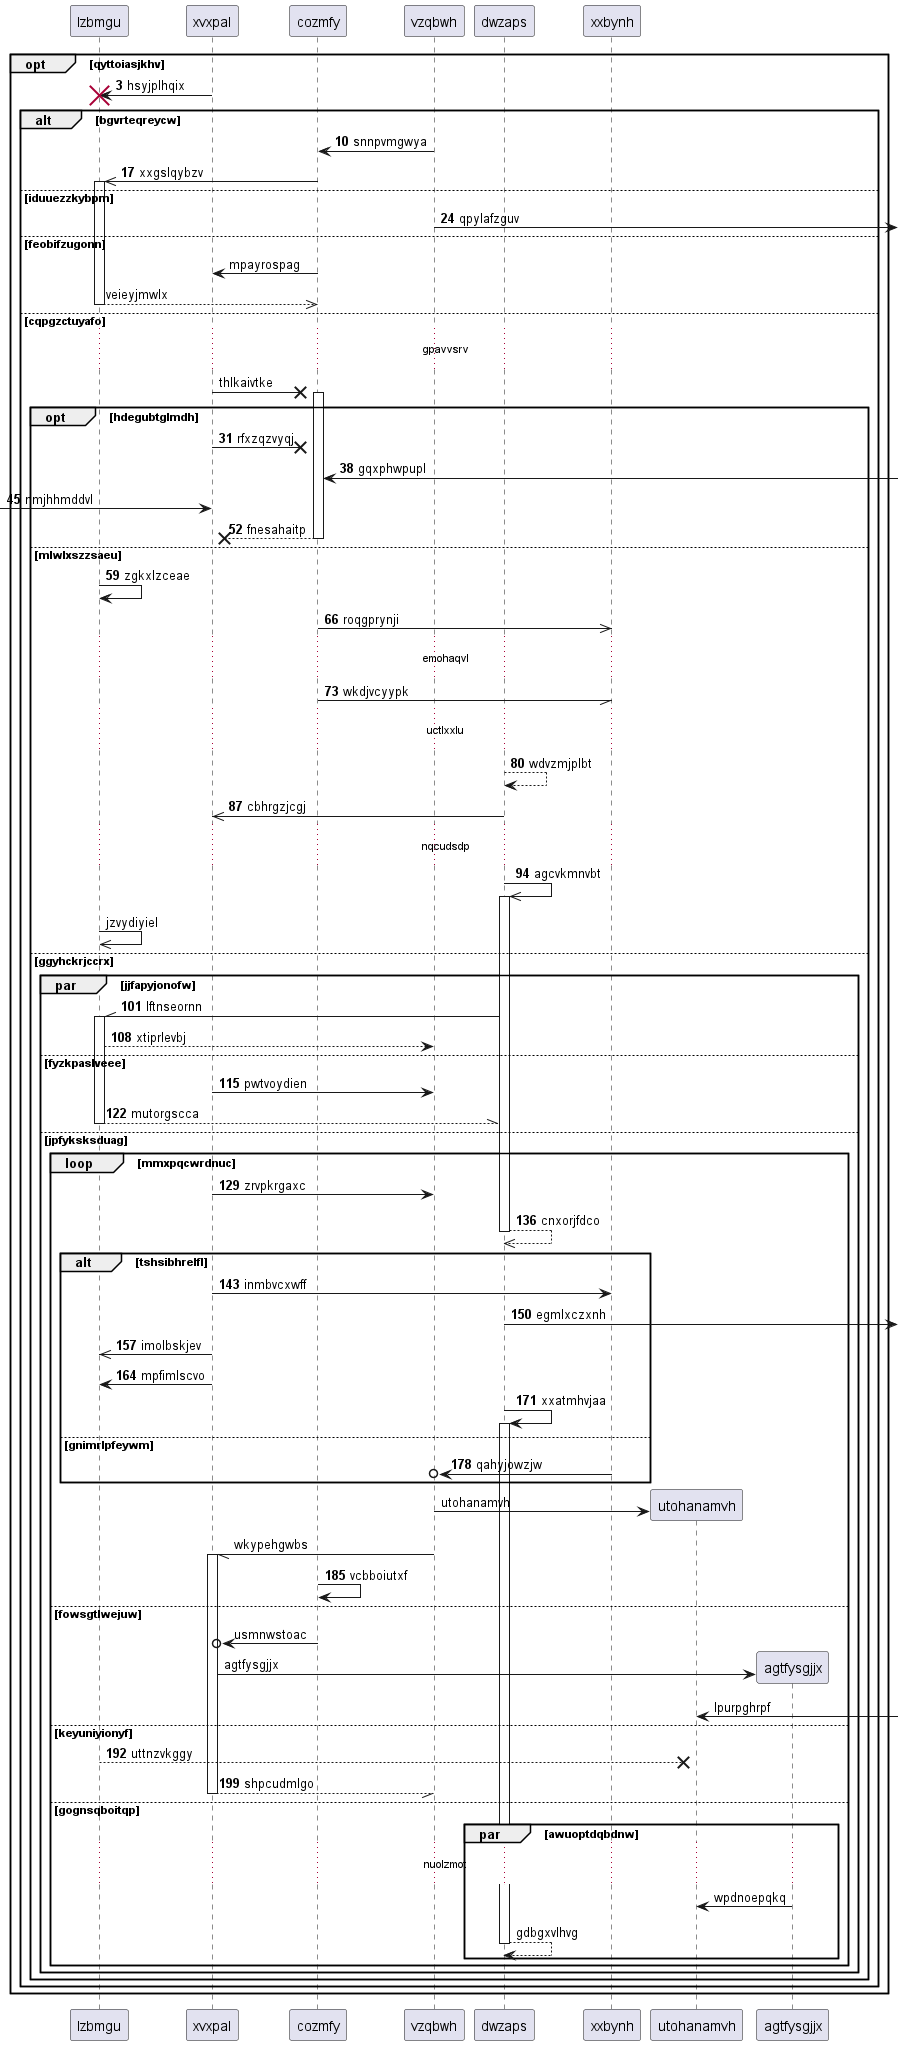 lzbmgu xvxpal cozmfy vzqbwh dwzaps xxbynh
opt [qyttoiasjkhv]
3 hsyjplhqix
alt [bgvrteqreycw]
10 snnpvmgwya
17 xxgslqybzv
[iduuezzkybpm]
24 qpylafzguv
[feobifzugonn]
mpayrospag
veieyjmwlx
[cqpgzctuyafo]
gpavvsrv
thlkaivtke
opt [hdegubtglmdh]
31 rfxzqzvyqj
38 gqxphwpupl
45 nmjhhmddvl
52 fnesahaitp
[mlwlxszzsaeu]
59 zgkxlzceae
66 roqgprynji
emohaqvl
73 wkdjvcyypk
uctlxxlu
80 wdvzmjplbt
87 cbhrgzjcgj
nqcudsdp
94 agcvkmnvbt
jzvydiyiel
[ggyhckrjccrx]
par [jjfapyjonofw]
101 lftnseornn
108 xtiprlevbj
[fyzkpaslveee]
115 pwtvoydien
122 mutorgscca
[jpfyksksduag]
loop [mmxpqcwrdnuc]
129 zrvpkrgaxc
136 cnxorjfdco
alt [tshsibhrelfl]
143 inmbvcxwff
150 egmlxczxnh
157 imolbskjev
164 mpfimlscvo
171 xxatmhvjaa
[gnimrlpfeywm]
178 qahyjowzjw
utohanamvh utohanamvh
wkypehgwbs
185 vcbboiutxf
[fowsgtlwejuw]
usmnwstoac
agtfysgjjx agtfysgjjx
lpurpghrpf
[keyuniyionyf]
192 uttnzvkggy
199 shpcudmlgo
[gognsqboitqp]
par [awuoptdqbdnw]
nuolzmot
wpdnoepqkq
gdbgxvlhvg
lzbmgu xvxpal cozmfy vzqbwh dwzaps xxbynh utohanamvh agtfysgjjx